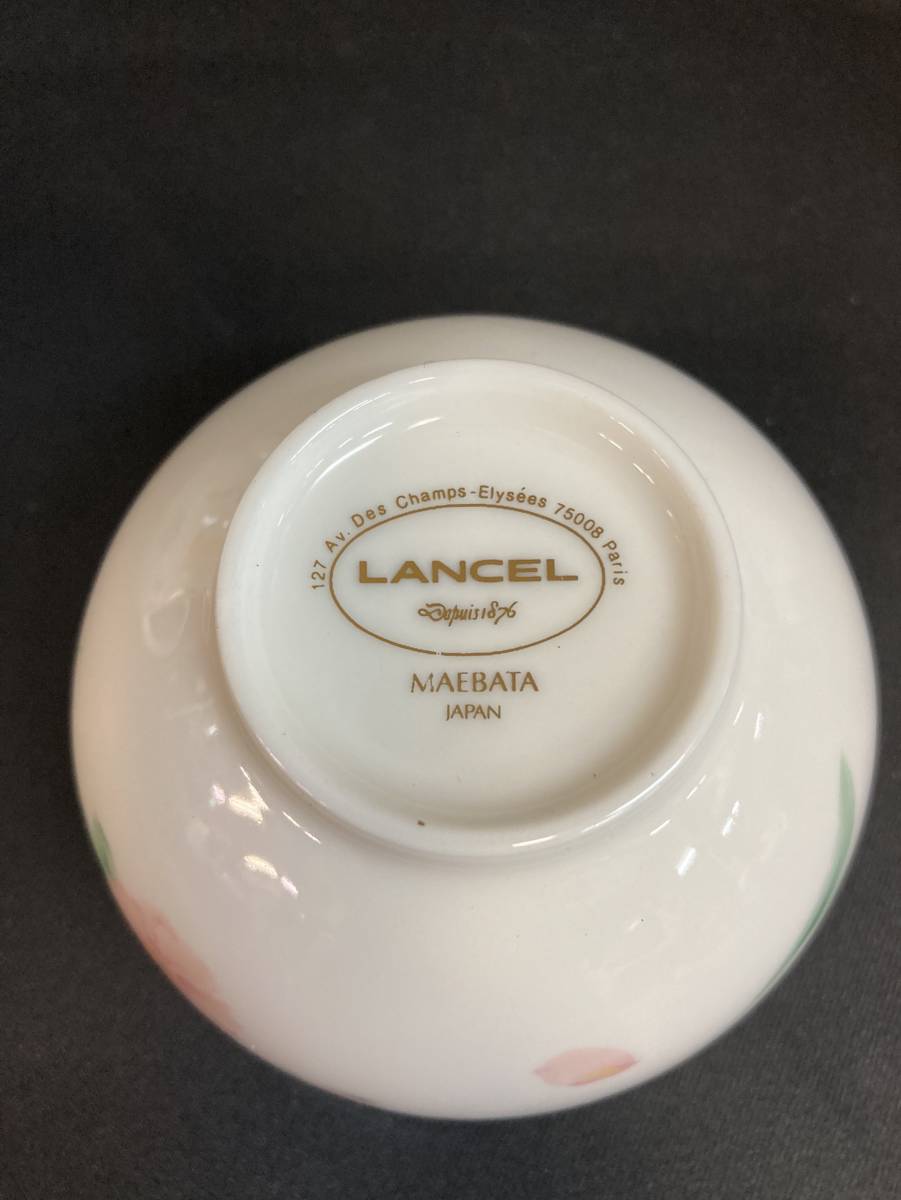 127 Av. Des Champs-Elysées 75008 Paris
LANCEL
Depuis 1876
MAEBATA
JAPAN